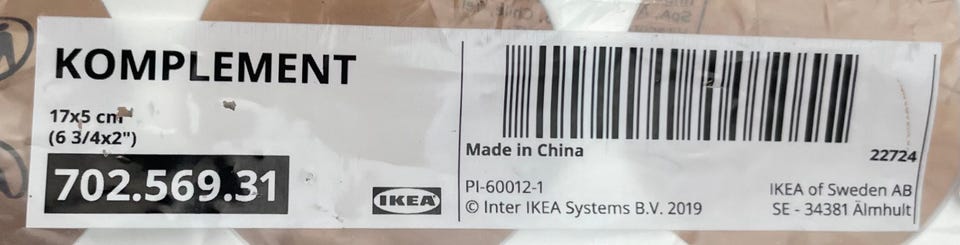 KOMPLEMENT
17x5 cm
(6 3/4x2")
702.569.31
IKEA
Made in China
22724
PI-60012-1
© Inter IKEA Systems B.V. 2019
IKEA of Sweden AB
SE - 34381 Älmhult